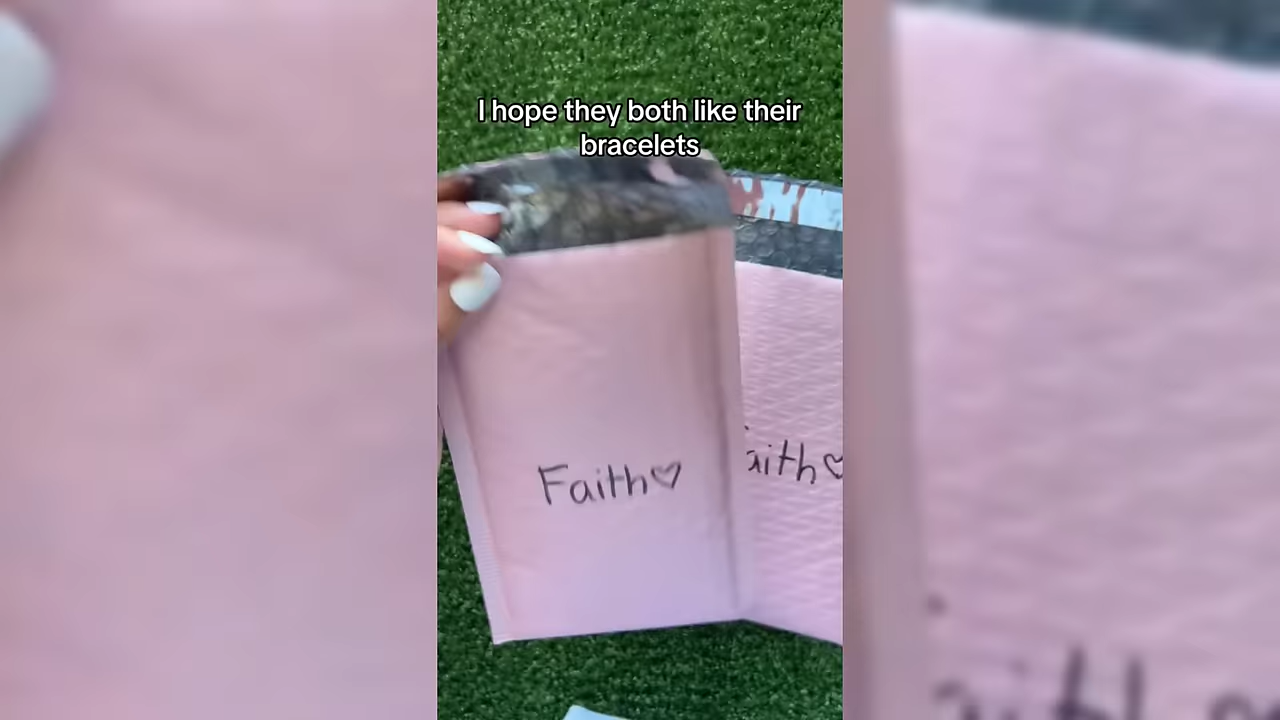 I hope they both like their
bracelets
Faith♡
aith♡